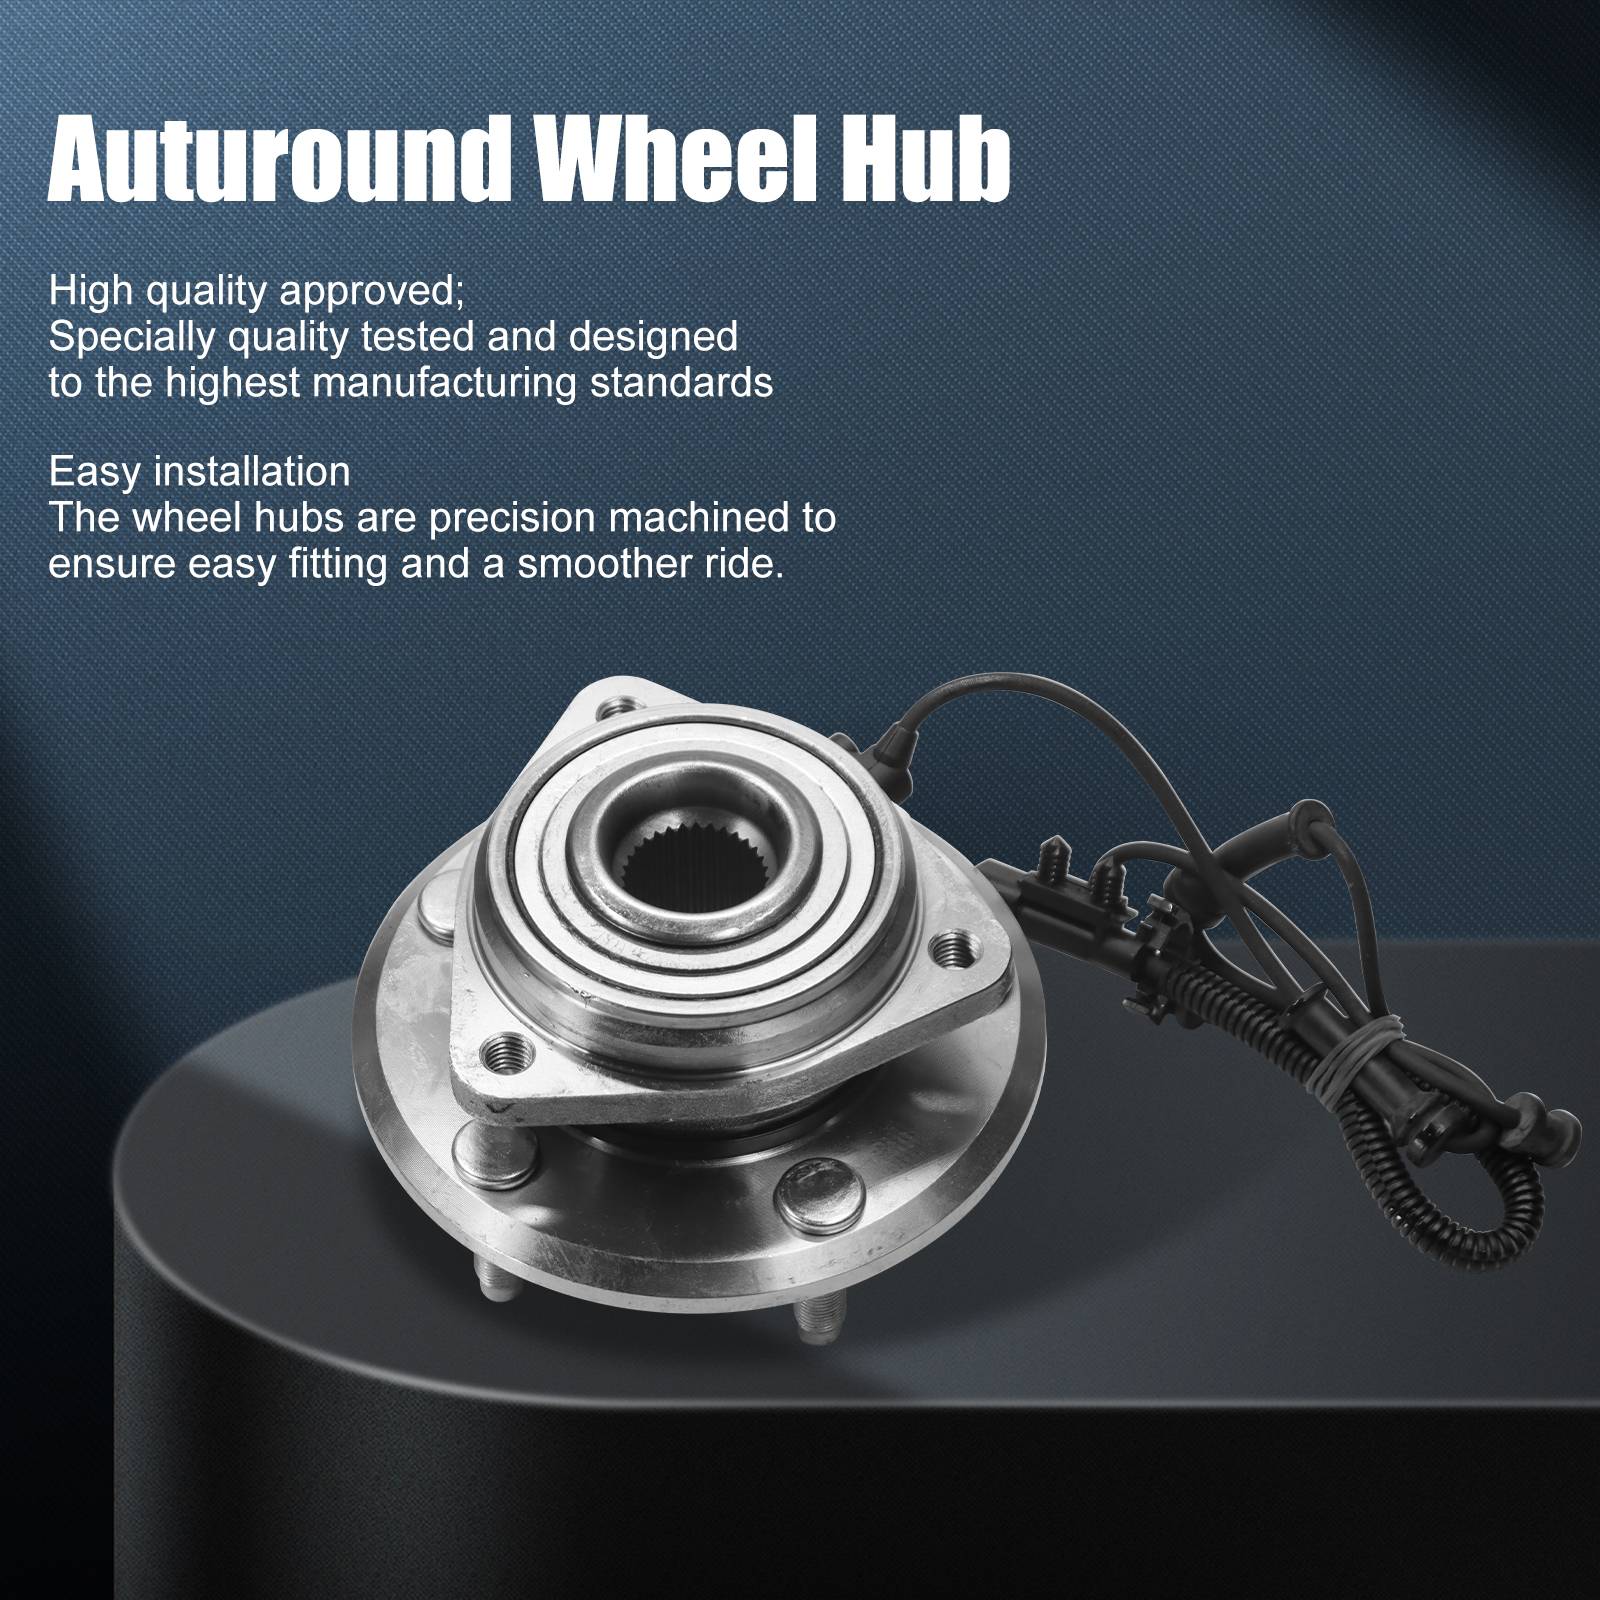 Auturound Wheel Hub
High quality approved;
Specially quality tested and designed
to the highest manufacturing standards
Easy installation
The wheel hubs are precision machined to
ensure easy fitting and a smoother ride.